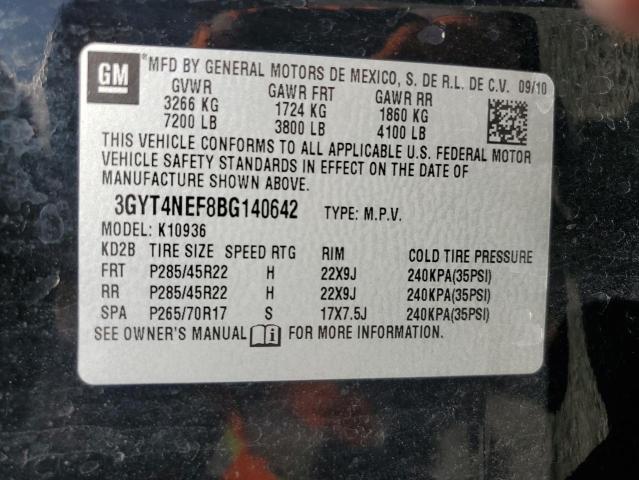 GM
*MFD BY GENERAL MOTORS DE MEXICO, S. DE R.L. DE C.V. 09/10
GVWR GAWR FRT GAWR RR
3266 KG 1724 KG 1860 KG
7200 LB 3800 LB 4100 LB
THIS VEHICLE CONFORMS TO ALL APPLICABLE U.S. FEDERAL MOTOR
VEHICLE SAFETY STANDARDS IN EFFECT ON THE DATE OF
MANUFACTURE SHOWN ABOVE.
3GYT4NEF8BG140642 TYPE: M.P.V.
MODEL: K10936
KD2B TIRE SIZE SPEED RTG RIM COLD TIRE PRESSURE
FRT P285/45R22 H 22X9J 240KPA(35PSI)
RR P285/45R22 H 22X9J 240KPA(35PSI)
SPA P265/70R17 S 17X7.5J 240KPA(35PSI)
SEE OWNER'S MANUAL FOR MORE INFORMATION.